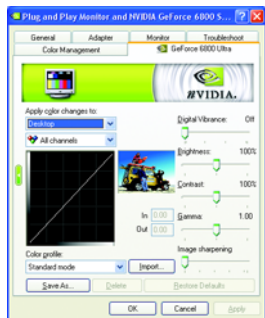 Plug and Play Monitor and NVIDIA GeForce 6800 S...
General
Adapter
Monitor
Troubleshoot
Color Management
GeForce 6800 Ultra
NVIDIA.
Apply color changes to:
Desktop
All channels
Digital Vibrance: Off
Brightness: 100%
Contrast: 100%
In 0.00
Out 0.00
Gamma: 1.00
Color profile:
Standard mode
Import...
Image sharpening
Save As...
Delete
Restore Defaults
OK
Cancel
Apply